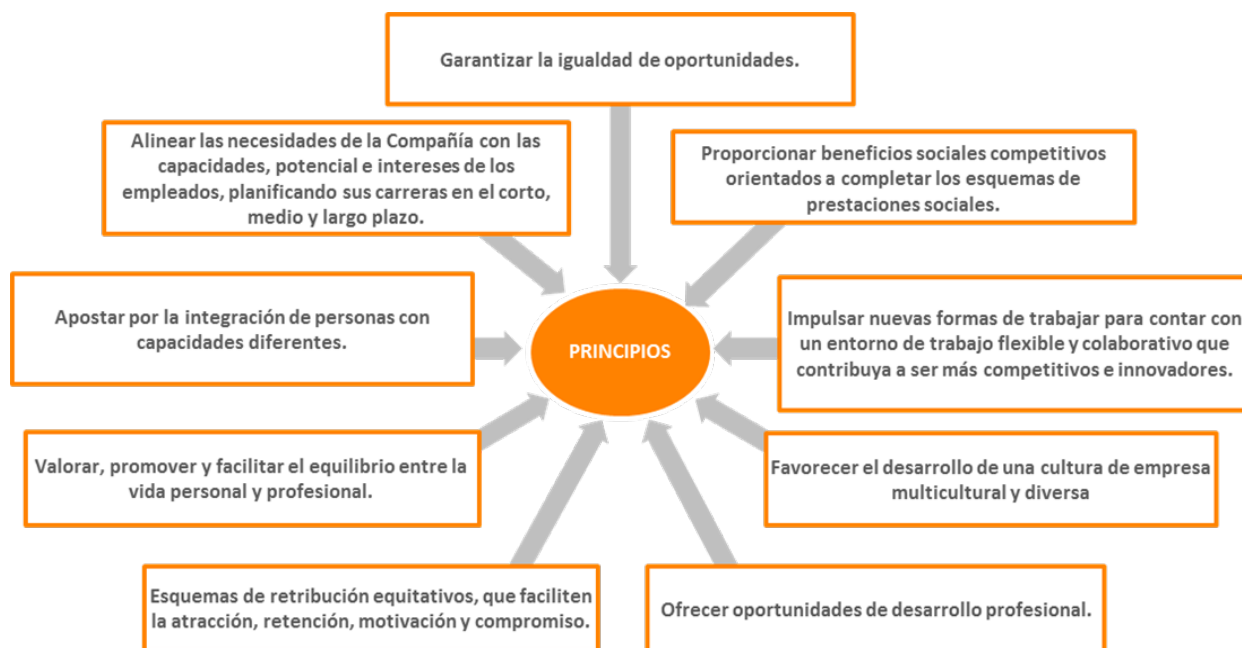 Garantizar la igualdad de oportunidades.
Alinear las necesidades de la Compañía con las
capacidades, potencial e intereses de los
empleados, planificando sus carreras en el corto,
medio y largo plazo.
Proporcionar beneficios sociales competitivos
orientados a completar los esquemas de
prestaciones sociales.
Apostar por la integración de personas con
capacidades diferentes.
PRINCIPIOS
Impulsar nuevas formas de trabajar para contar con
un entorno de trabajo flexible y colaborativo que
contribuya a ser más competitivos e innovadores.
Valorar, promover y facilitar el equilibrio entre la
vida personal y profesional.
Favorecer el desarrollo de una cultura de empresa
multicultural y diversa
Esquemas de retribución equitativos, que faciliten
la atracción, retención, motivación y compromiso.
Ofrecer oportunidades de desarrollo profesional.